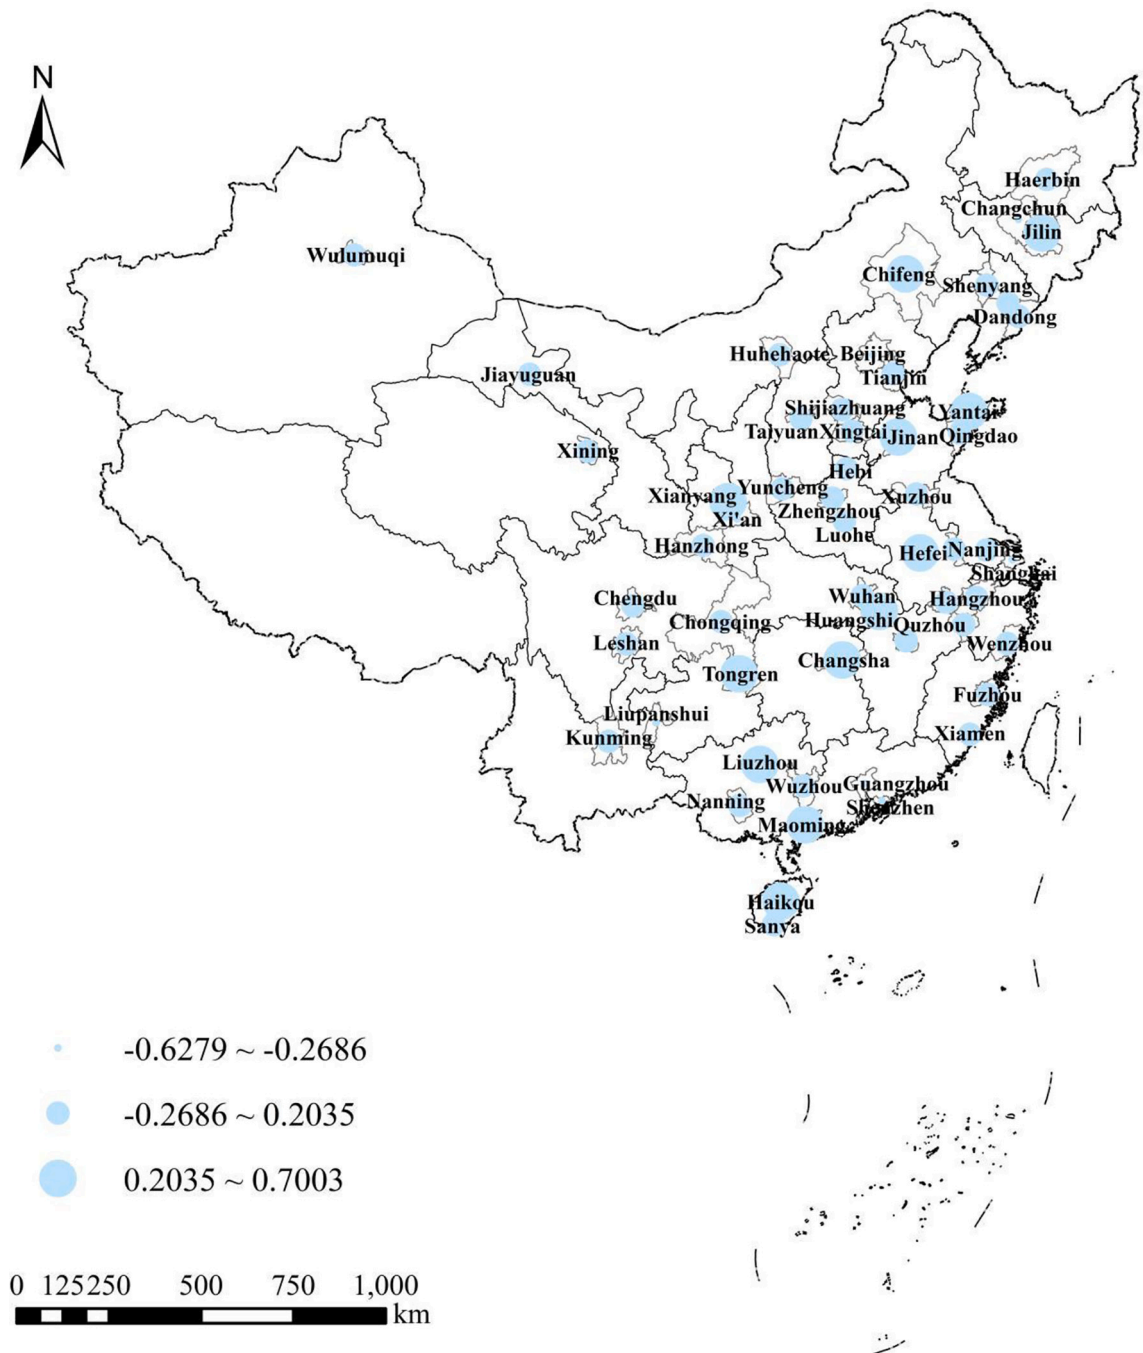 N
Haerbin
Changchun
Jilin
Wulumuqi
Chifeng
Shenyang
Dandong
Huhehaote
Beijing
Jiayuguan
Tianjin
Shijiazhuang
Yantai
Taiyuan
Xingtai
Jinan
Qingdao
Xining
Hebi
Xianyang
Yuncheng
Xuzhou
Xi'an
Zhengzhou
Luohe
Hanzhong
Hefei
Nanjing
Shanghai
Chengdu
Wuhan
Hangzhou
Chongqing
Huangshi
Quzhou
Leshan
Wenzhou
Changsha
Tongren
Fuzhou
Liupanshui
Kunming
Xiamen
Liuzhou
Wuzhou
Guangzhou
Nanning
Shenzhen
Maoming
Haikou
Sanya
-0.6279 ~ -0.2686
-0.2686 ~ 0.2035
0.2035 ~ 0.7003
0 125 250 500 750 1,000
km